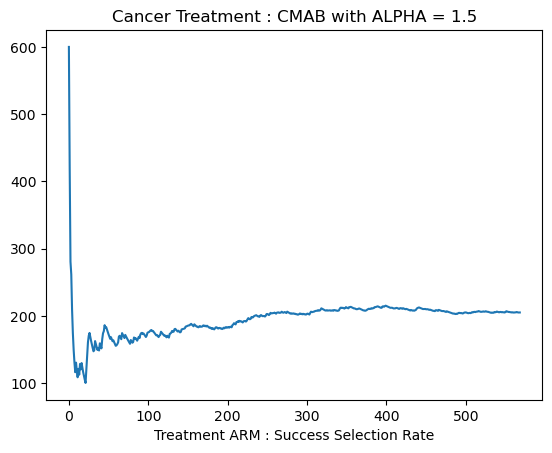 Cancer Treatment : CMAB with ALPHA = 1.5
600
500
400
300
200
100
0 100 200 300 400 500
Treatment ARM : Success Selection Rate